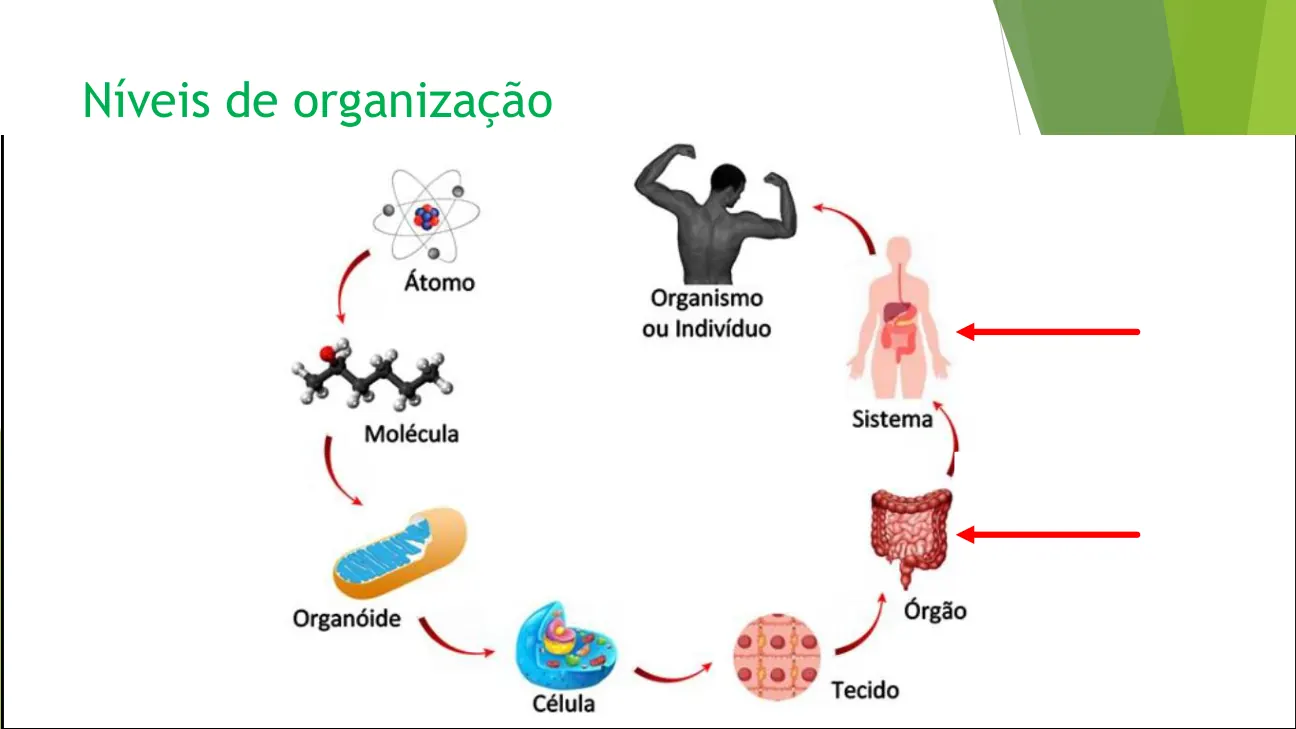 Níveis de organização
Átomo
Molécula
Organóide
Célula
Tecido
Órgão
Sistema
Organismo
ou Indivíduo